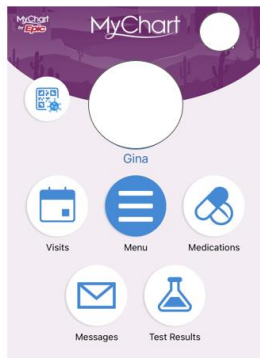 MyChart
by Epic
MyChart
Gina
Visits
Menu
Medications
Messages
Test Results